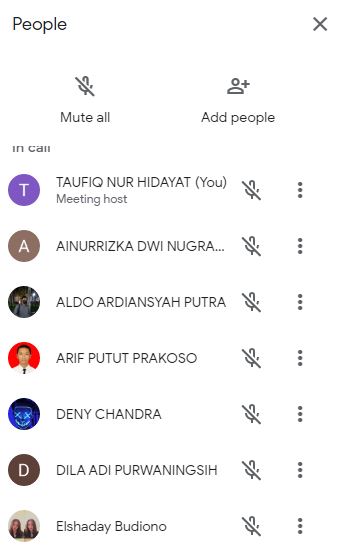 People
Mute all
Add people
In call
T
TAUFIQ NUR HIDAYAT (You)
Meeting host
A
AINURRIZKA DWI NUGRA...
ALDO ARDIANSYAH PUTRA
ARIF PUTUT PRAKOSO
DENY CHANDRA
D
DILA ADI PURWANINGSIH
Elshaday Budiono